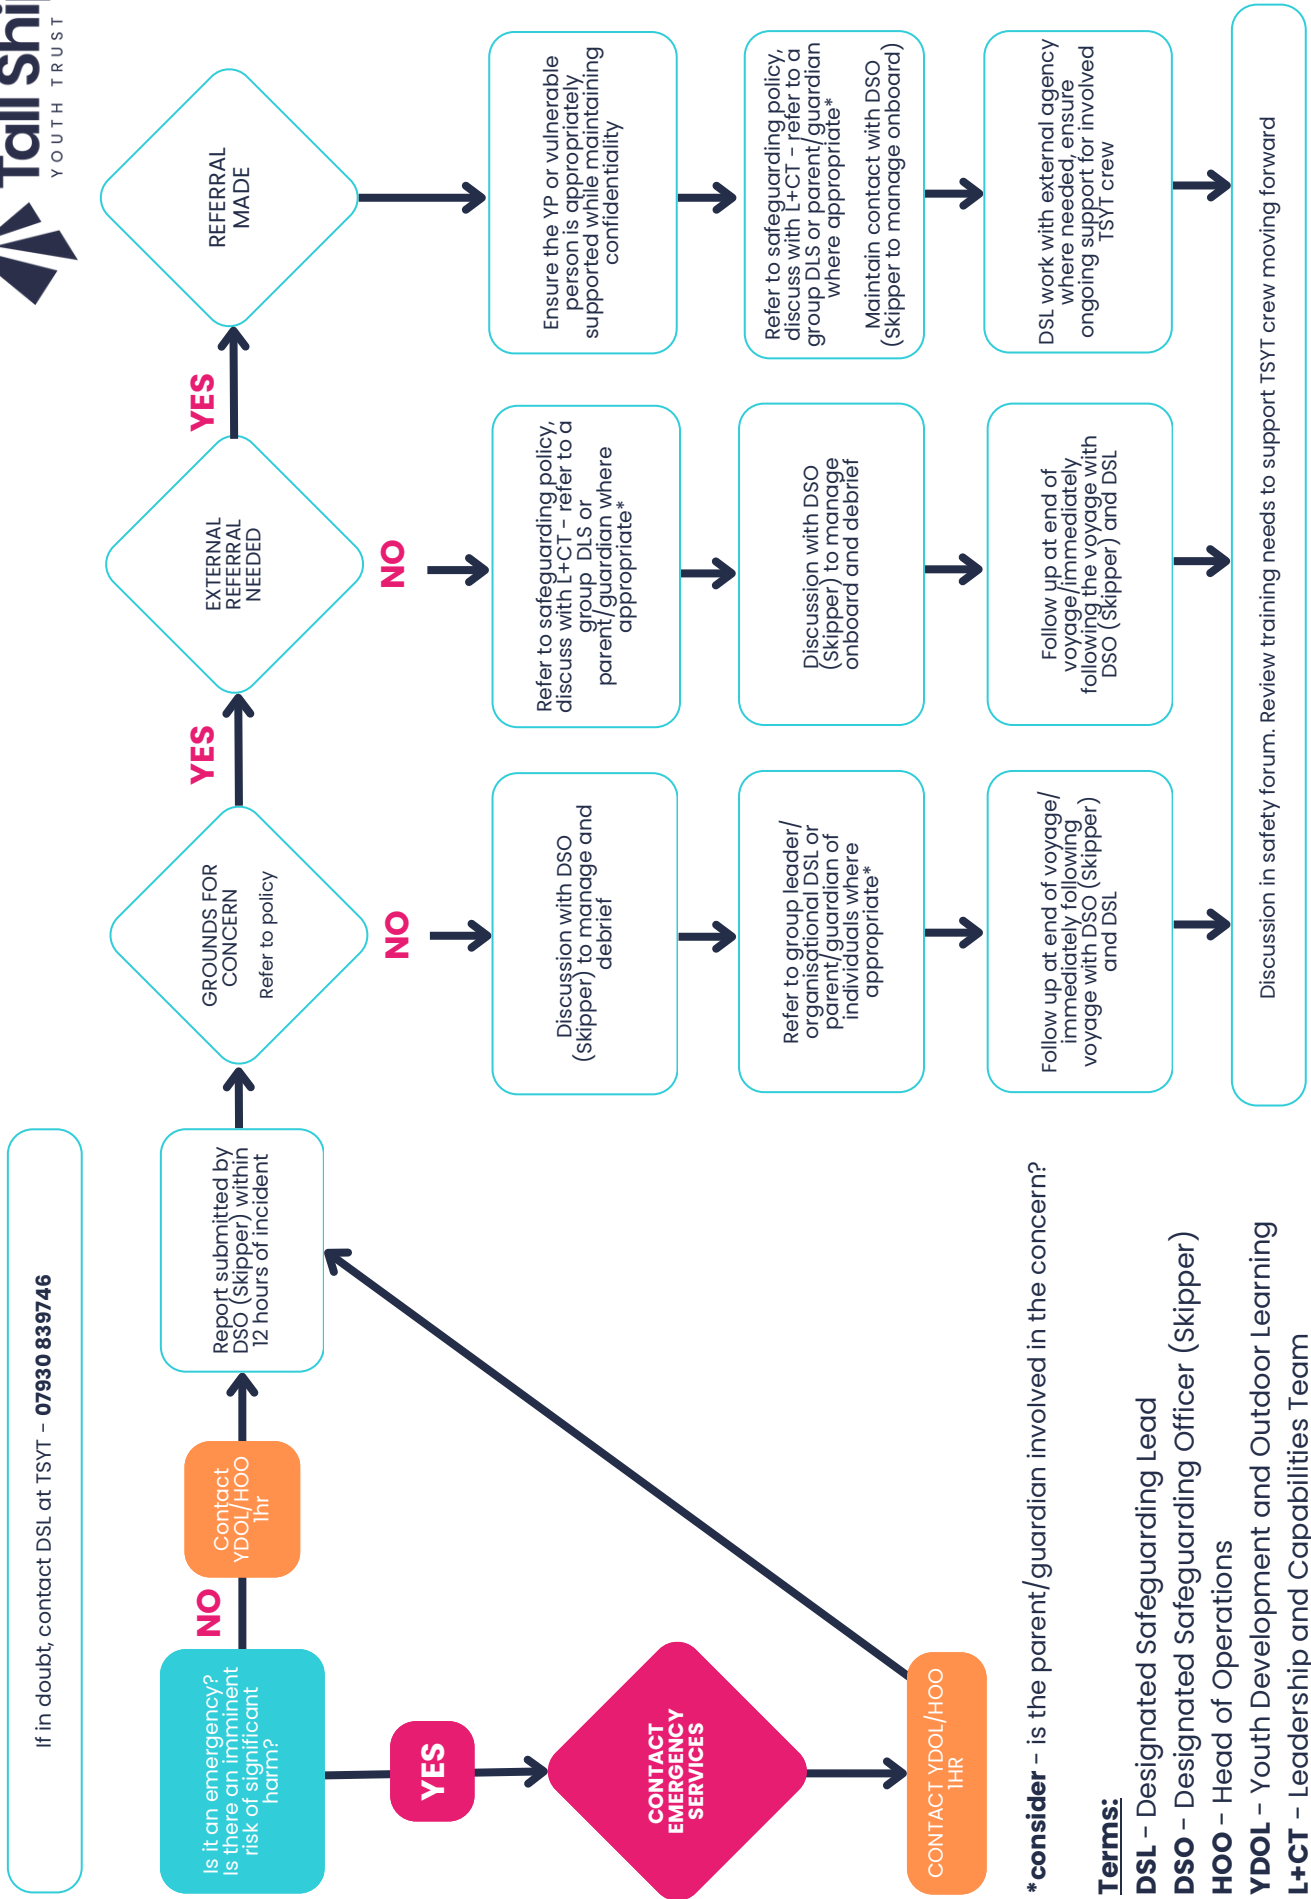 If in doubt, contact DSL at TSYT - 07930 839746
Tall Shi
YOUTH TRUST
Is it an emergency?
Is there an imminent
risk of significant
harm?
NO
Contact
YDOL/HOO
1hr
Report submitted by
DSO (Skipper) within
12 hours of incident
GROUNDS FOR
CONCERN
Refer to policy
YES
EXTERNAL
REFERRAL
NEEDED
YES
REFERRAL
MADE
YES
CONTACT
EMERGENCY
SERVICES
CONTACT YDOL/HOO
1HR
NO
Discussion with DSO
(Skipper) to manage and
debrief
Refer to group leader/
organisational DSL or
parent/guardian of
individuals where
appropriate*
Follow up at end of voyage/
immediately following
voyage with DSO (Skipper)
and DSL
NO
Refer to safeguarding policy,
discuss with L+CT - refer to a
group DLS or
parent/guardian where
appropriate*
Discussion with DSO
(Skipper) to manage
onboard and debrief
Follow up at end of
voyage/immediately
following the voyage with
DSO (Skipper) and DSL
Ensure the YP or vulnerable
person is appropriately
supported while maintaining
confidentiality
Refer to safeguarding policy,
discuss with L+CT - refer to a
group DLS or parent/guardian
where appropriate*
Maintain contact with DSO
(Skipper to manage onboard)
DSL work with external agency
where needed, ensure
ongoing support for involved
TSYT crew
Discussion in safety forum. Review training needs to support TSYT crew moving forward
*consider - is the parent/guardian involved in the concern?
Terms:
DSL - Designated Safeguarding Lead
DSO - Designated Safeguarding Officer (Skipper)
HOO - Head of Operations
YDOL - Youth Development and Outdoor Learning
L+CT - Leadership and Capabilities Team